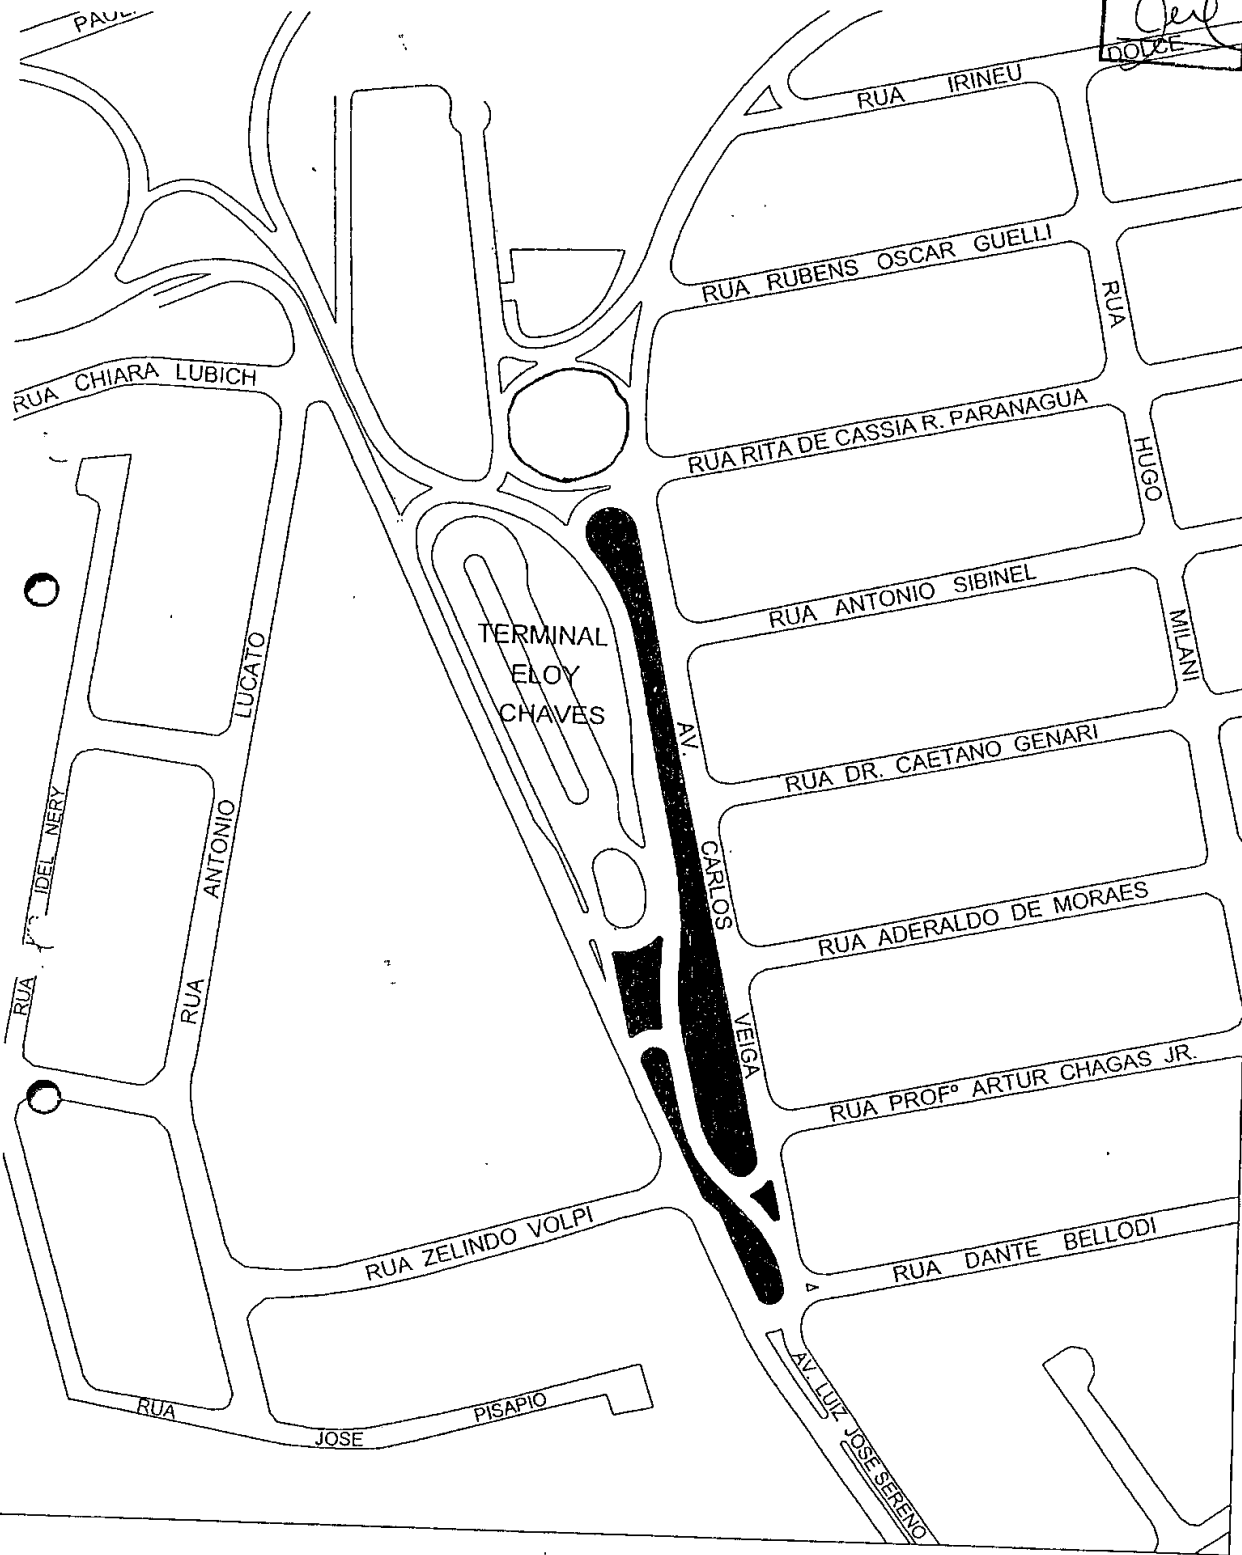 PAUL
DOLCE
RUA IRINEU
RUA RUBENS OSCAR GUELLI
RUA
HUGO
MILANI
RUA CHIARA LUBICH
RUA RITA DE CASSIA R. PARANAGUA
RUA ANTONIO SIBINEL
TERMINAL
ELOY
CHAVES
RUA ANTONIO LUCATO
AV. CARLOS VEIGA
RUA DR. CAETANO GENARI
IDEL NERY
RUA
RUA ADERALDO DE MORAES
RUA PROFº ARTUR CHAGAS JR.
RUA ZELINDO VOLPI
RUA DANTE BELLODI
AV. LUIZ JOSE SERENO
RUA JOSE PISAPIO